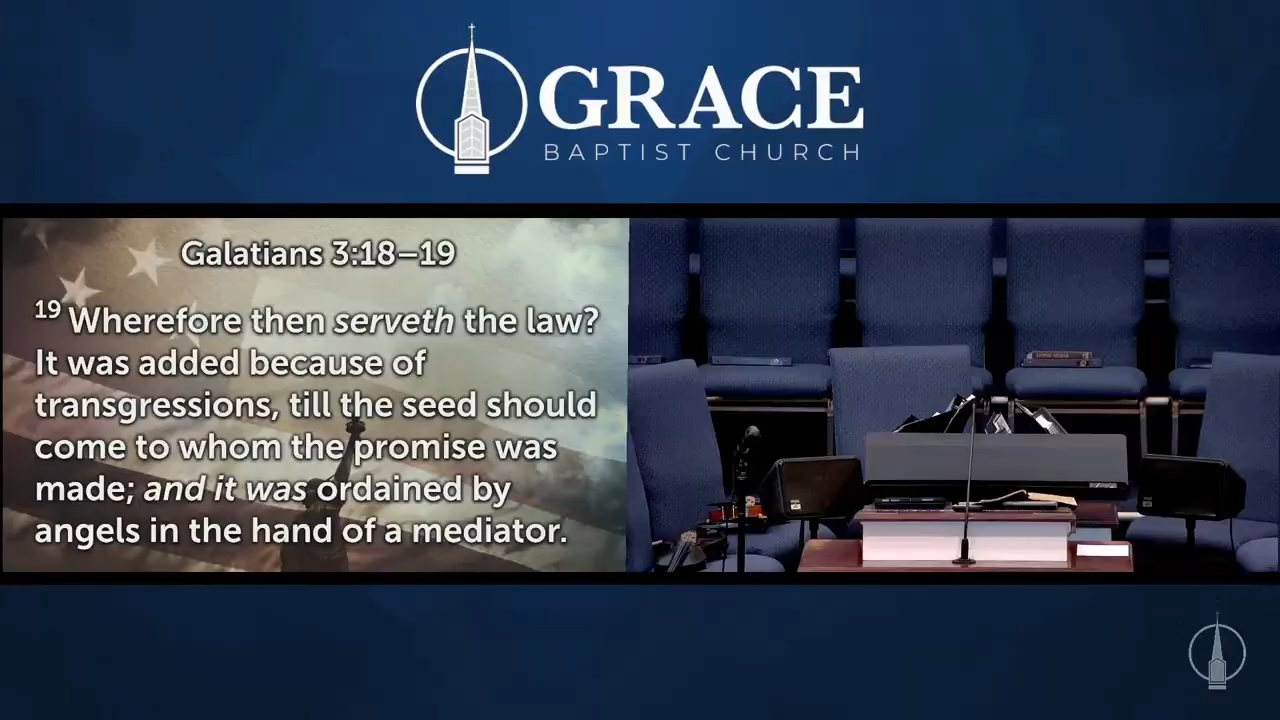 GRACE
BAPTIST CHURCH
Galatians 3:18–19
19 Wherefore then serveth the law?
It was added because of
transgressions, till the seed should
come to whom the promise was
made; and it was ordained by
angels in the hand of a mediator.